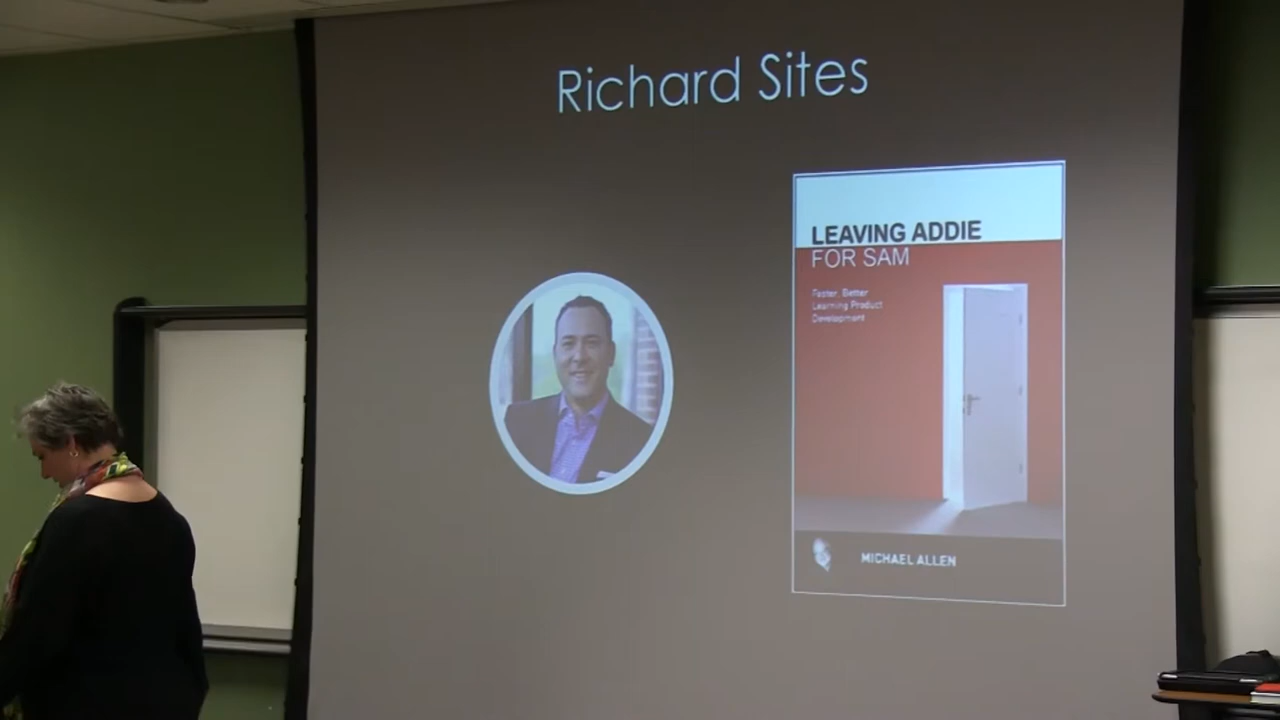 Richard Sites
LEAVING ADDIE
FOR SAM
Faster, Better
Learning Product
Development
MICHAEL ALLEN